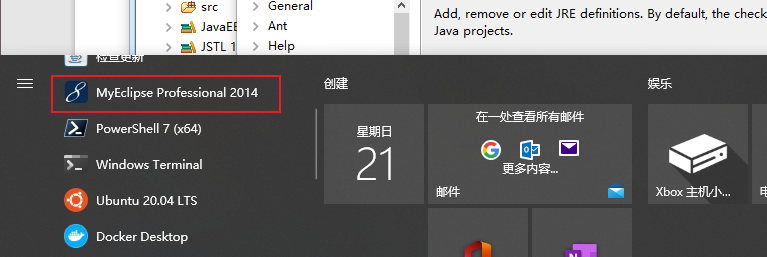 src
JavaEE
JSTL 1
General
Ant
Help
Add, remove or edit JRE definitions. By default, the check
Java projects.
检查更新
MyEclipse Professional 2014
PowerShell 7 (x64)
Windows Terminal
Ubuntu 20.04 LTS
Docker Desktop
创建
星期日
21
在一处查看所有邮件
更多内容...
邮件
娱乐
Xbox 主机小...